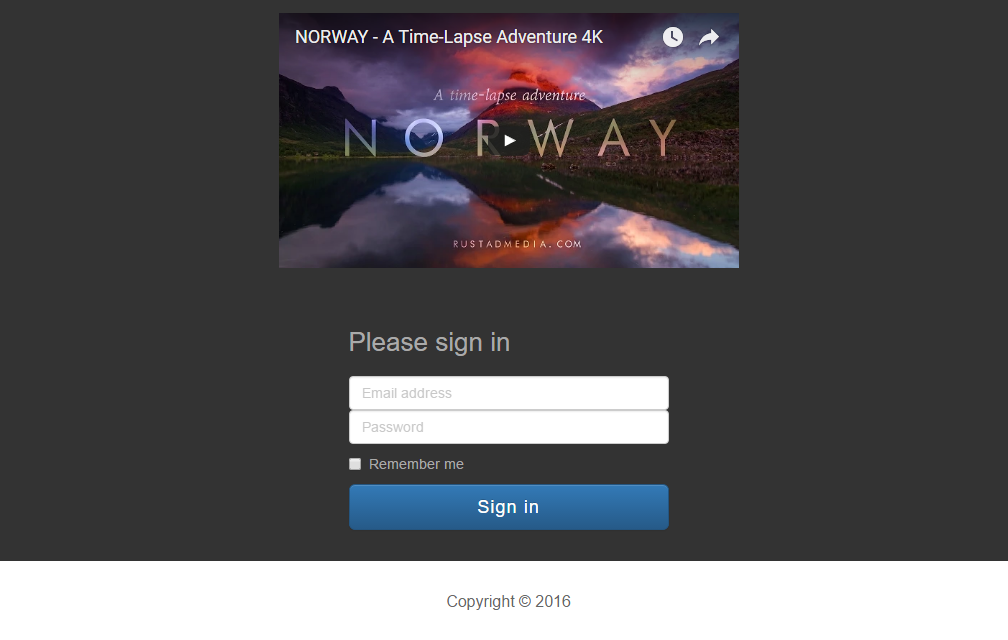 NORWAY - A Time-Lapse Adventure 4K
A time-lapse adventure
NORWAY
RUSTADMEDIA.COM
Please sign in
Email address
Password
Remember me
Sign in
Copyright © 2016